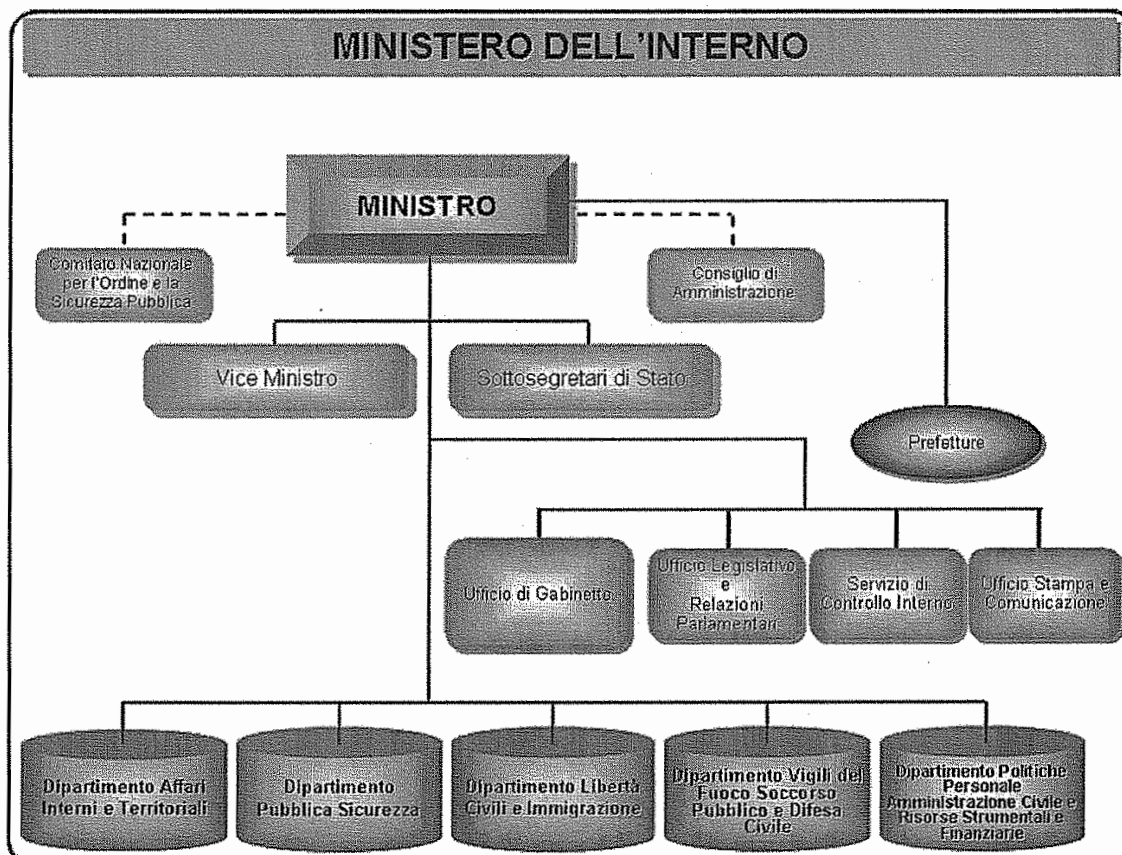 MINISTERO DELL'INTERNO
MINISTRO
Comitato Nazionale
per l'Ordine e la
Sicurezza Pubblica
Consiglio di
Amministrazione
Vice Ministro
Sottosegretari di Stato
Prefetture
Ufficio di Gabinetto
Ufficio Legislativo
e
Relazioni
Parlamentari
Servizio di
Controllo Interno
Ufficio Stampa e
Comunicazione
Dipartimento Affari
Interni e Territoriali
Dipartimento
Pubblica Sicurezza
Dipartimento Libertà
Civili e Immigrazione
Dipartimento Vigili del
Fuoco Soccorso
Pubblico e Difesa
Civile
Dipartimento Politiche
Personale
Amministrazione Civile e
Risorse Strumentali e
Finanziarie